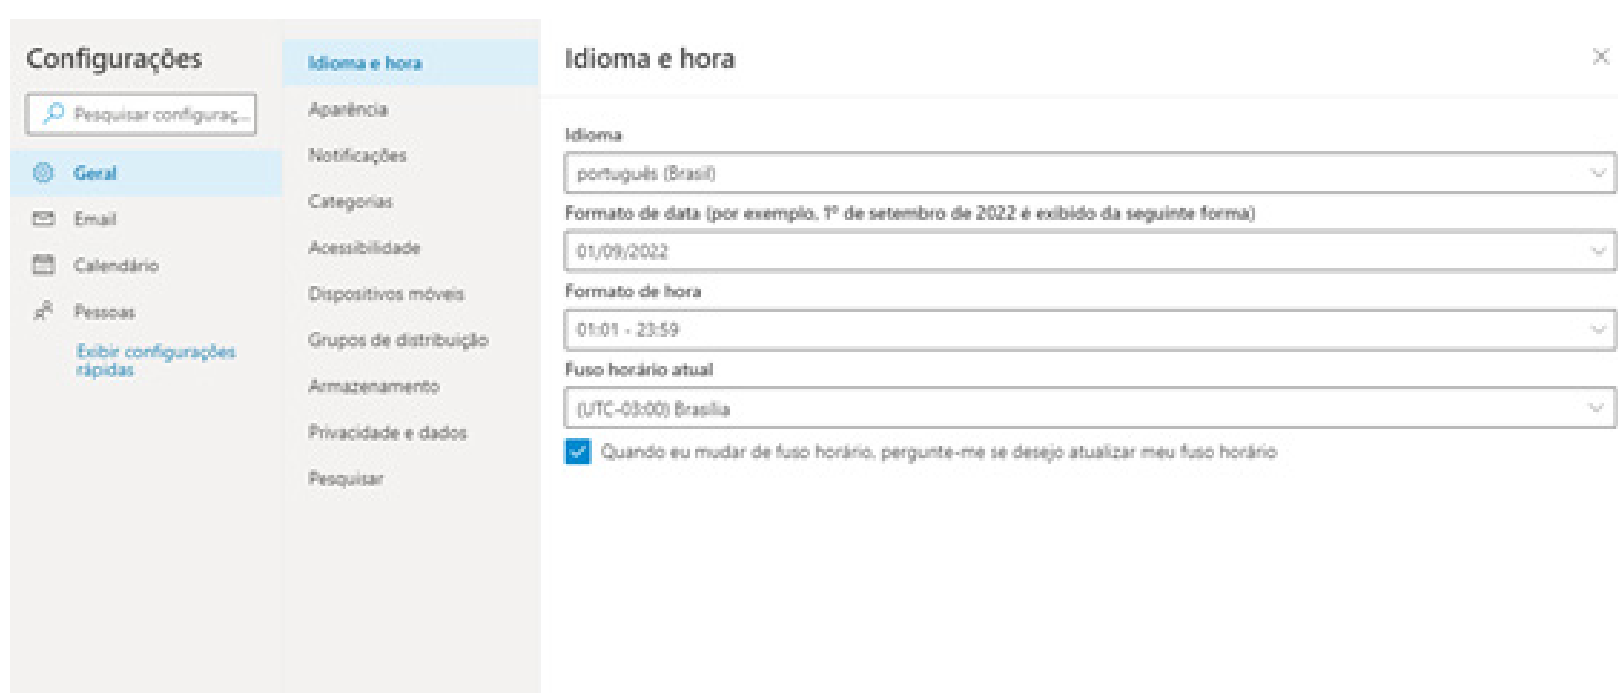 Configurações
Pesquisar configuraç...
Geral
Email
Calendário
Pessoas
Exibir configurações
rápidas
Idioma e hora
Aparência
Notificações
Categorias
Acessibilidade
Dispositivos móveis
Grupos de distribuição
Armazenamento
Privacidade e dados
Pesquisar
Idioma e hora
Idioma
português (Brasil)
Formato de data (por exemplo, 1º de setembro de 2022 é exibido da seguinte forma)
01/09/2022
Formato de hora
01:01 - 23:59
Fuso horário atual
(UTC-03:00) Brasília
Quando eu mudar de fuso horário, pergunte-me se desejo atualizar meu fuso horário